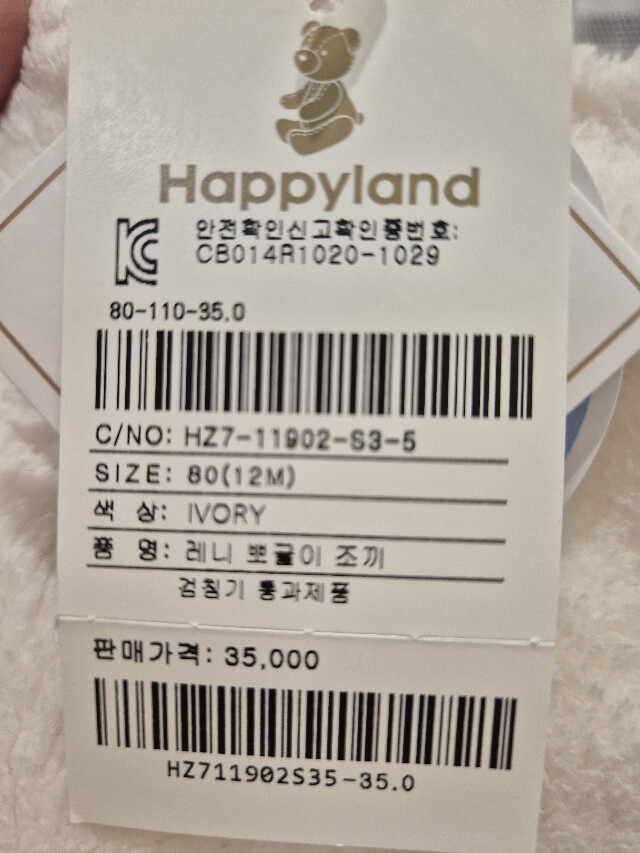 Happyland
안전확인신고확인증번호:
CB014A1020-1029
80-110-35.0
C/NO: HZ7-11902-S3-5
SIZE: 80(12M)
색 상: IVORY
품 명: 레니 뽀글이 조끼
검침기 통과제품
판매가격: 35,000
HZ711902S35-35.0